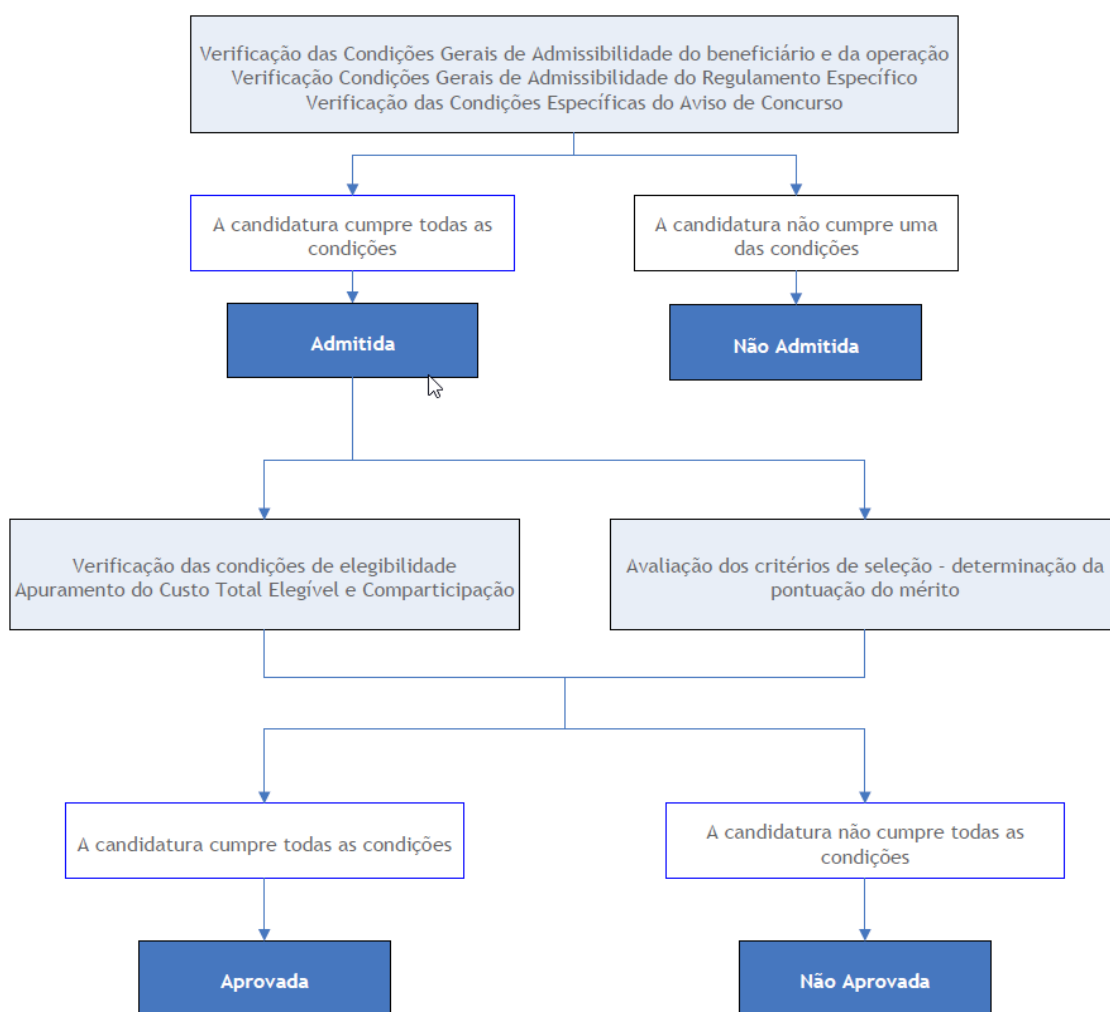 Verificação das Condições Gerais de Admissibilidade do beneficiário e da operação
Verificação Condições Gerais de Admissibilidade do Regulamento Específico
Verificação das Condições Específicas do Aviso de Concurso
A candidatura cumpre todas as
condições
A candidatura não cumpre uma
das condições
Admitida
Não Admitida
Verificação das condições de elegibilidade
Apuramento do Custo Total Elegível e Comparticipação
Avaliação dos critérios de seleção - determinação da
pontuação do mérito
A candidatura cumpre todas as condições
A candidatura não cumpre todas as
condições
Aprovada
Não Aprovada